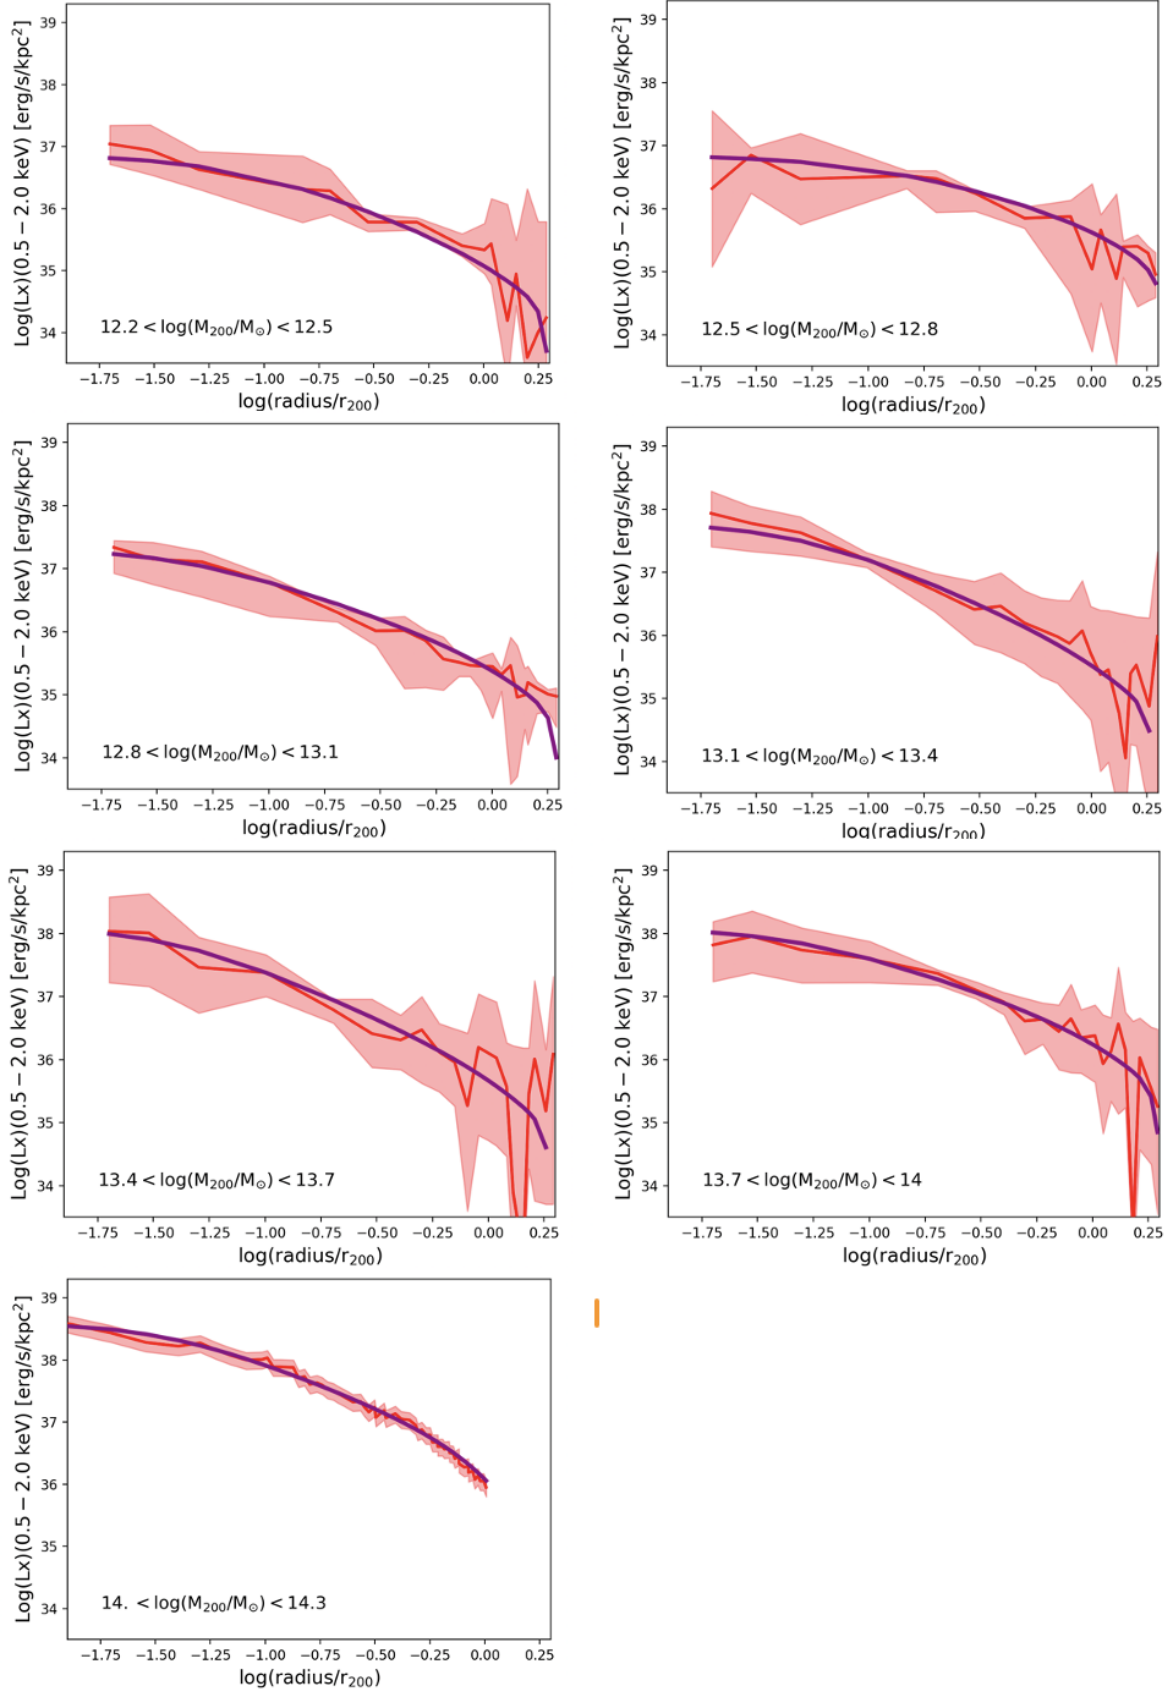 39
38
37
36
35
34
Log(Lx)(0.5 − 2.0 keV) [erg/s/kpc²]
12.2 < log(M₂₀₀/M☉) < 12.5
−1.75 −1.50 −1.25 −1.00 −0.75 −0.50 −0.25 0.00 0.25
log(radius/r₂₀₀)
39
38
37
36
35
34
Log(Lx)(0.5 − 2.0 keV) [erg/s/kpc²]
12.5 < log(M₂₀₀/M☉) < 12.8
−1.75 −1.50 −1.25 −1.00 −0.75 −0.50 −0.25 0.00 0.25
log(radius/r₂₀₀)
39
38
37
36
35
34
Log(Lx)(0.5 − 2.0 keV) [erg/s/kpc²]
12.8 < log(M₂₀₀/M☉) < 13.1
−1.75 −1.50 −1.25 −1.00 −0.75 −0.50 −0.25 0.00 0.25
log(radius/r₂₀₀)
39
38
37
36
35
34
Log(Lx)(0.5 − 2.0 keV) [erg/s/kpc²]
13.1 < log(M₂₀₀/M☉) < 13.4
−1.75 −1.50 −1.25 −1.00 −0.75 −0.50 −0.25 0.00 0.25
log(radius/r₂₀₀)
39
38
37
36
35
34
Log(Lx)(0.5 − 2.0 keV) [erg/s/kpc²]
13.4 < log(M₂₀₀/M☉) < 13.7
−1.75 −1.50 −1.25 −1.00 −0.75 −0.50 −0.25 0.00 0.25
log(radius/r₂₀₀)
39
38
37
36
35
34
Log(Lx)(0.5 − 2.0 keV) [erg/s/kpc²]
13.7 < log(M₂₀₀/M☉) < 14
−1.75 −1.50 −1.25 −1.00 −0.75 −0.50 −0.25 0.00 0.25
log(radius/r₂₀₀)
39
38
37
36
35
34
Log(Lx)(0.5 − 2.0 keV) [erg/s/kpc²]
14. < log(M₂₀₀/M☉) < 14.3
−1.75 −1.50 −1.25 −1.00 −0.75 −0.50 −0.25 0.00 0.25
log(radius/r₂₀₀)